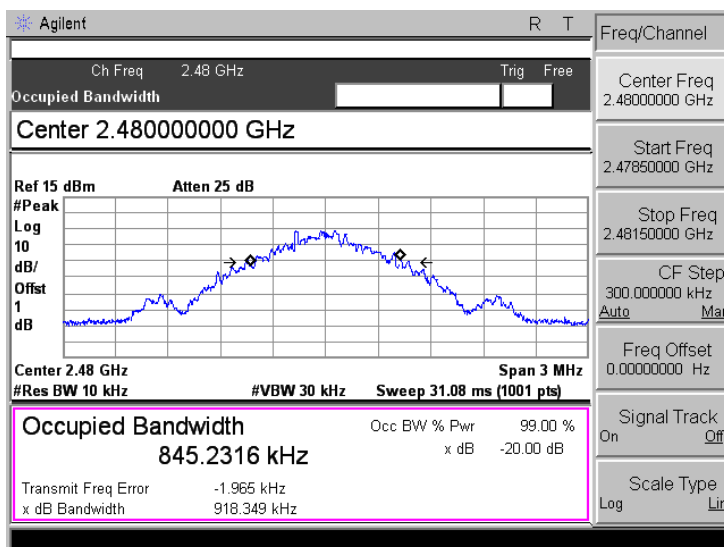 Agilent R T
Ch Freq 2.48 GHz Trig Free
Occupied Bandwidth
Center 2.480000000 GHz
Ref 15 dBm Atten 25 dB
#Peak
Log
10
dB/
Offst
1
dB
Center 2.48 GHz Span 3 MHz
#Res BW 10 kHz #VBW 30 kHz Sweep 31.08 ms (1001 pts)
Occupied Bandwidth Occ BW % Pwr 99.00 %
845.2316 kHz x dB -20.00 dB
Transmit Freq Error -1.965 kHz
x dB Bandwidth 918.349 kHz
Freq/Channel
Center Freq
2.48000000 GHz
Start Freq
2.47850000 GHz
Stop Freq
2.48150000 GHz
CF Step
300.000000 kHz
Auto Man
Freq Offset
0.00000000 Hz
Signal Track
On Off
Scale Type
Log Lin